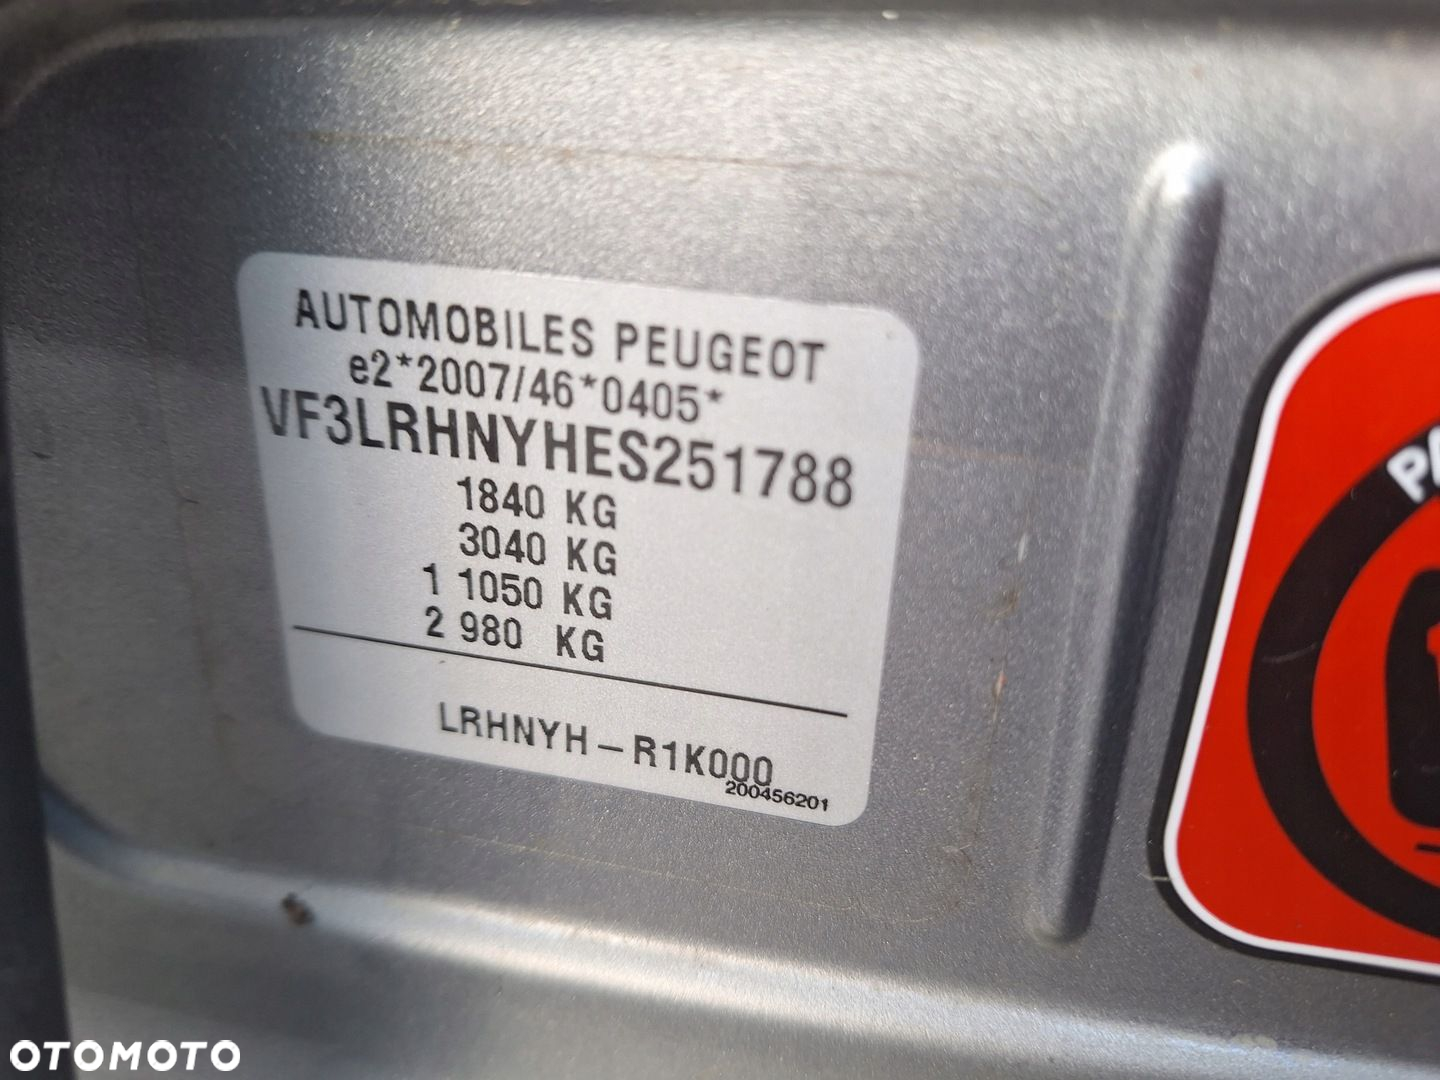 AUTOMOBILES PEUGEOT
e2*2007/46*0405*
VF3LRHNYHES251788
1840 KG
3040 KG
1 1050 KG
2 980 KG
LRHNYH-R1K000
200456201
OTOMOTO